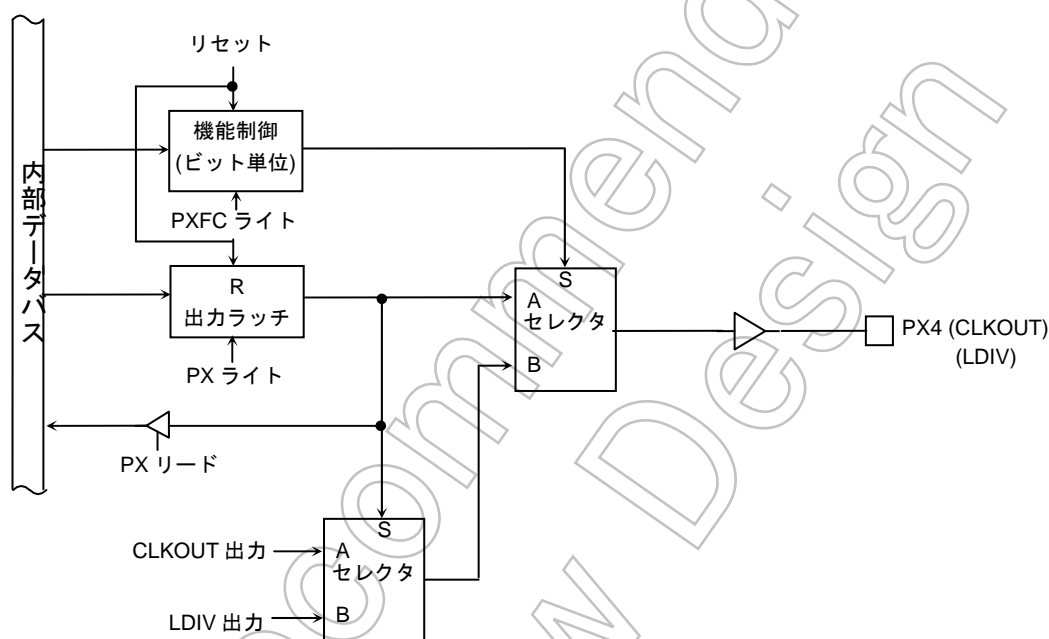 リセット
機能制御
(ビット単位)
PXFC ライト
内部データバス
R
出力ラッチ
PX ライト
S
A
セレクタ
B
PX4 (CLKOUT)
(LDIV)
PX リード
S
CLKOUT 出力
A
セレクタ
LDIV 出力
B
Design